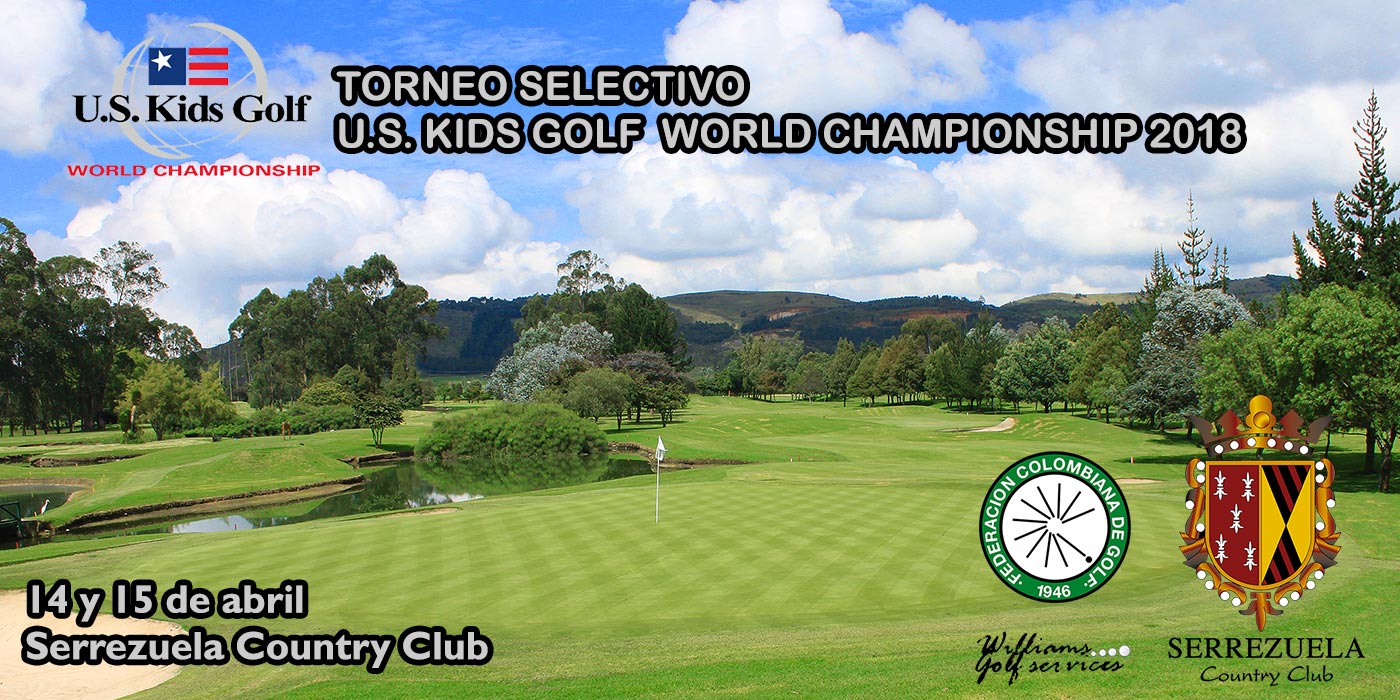 U.S. Kids Golf
WORLD CHAMPIONSHIP
TORNEO SELECTIVO
U.S. KIDS GOLF WORLD CHAMPIONSHIP 2018
14 y 15 de abril
Serrezuela Country Club
FEDERACION COLOMBIANA DE GOLF
1946
Williams
Golf services
SERREZUELA
Country Club